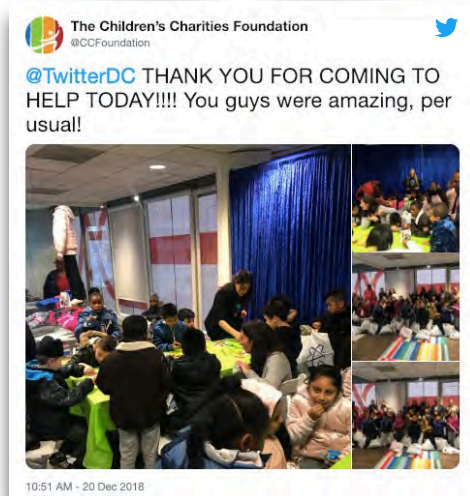 The Children's Charities Foundation
@CCFoundation
@TwitterDC THANK YOU FOR COMING TO
HELP TODAY!!!! You guys were amazing, per
usual!
10:51 AM - 20 Dec 2018